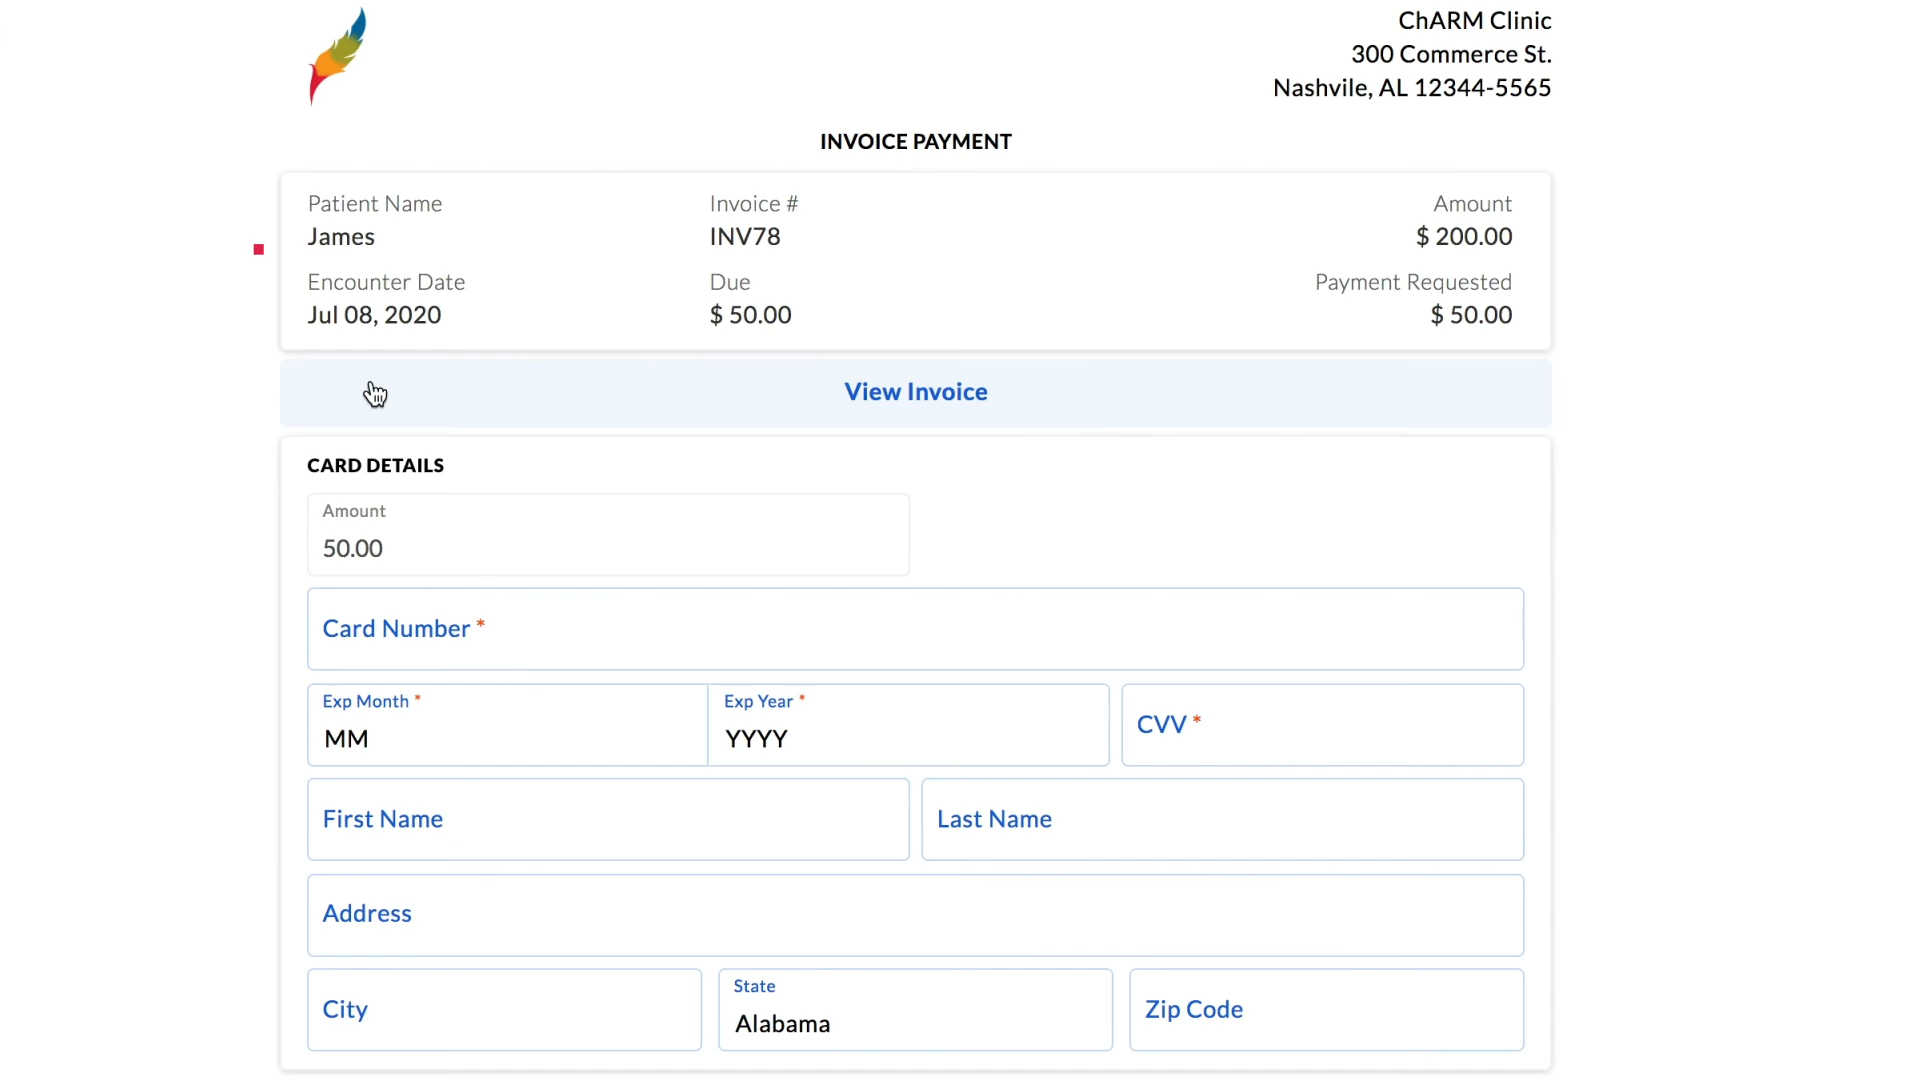 ChARM Clinic
300 Commerce St.
Nashvile, AL 12344-5565
INVOICE PAYMENT
Patient Name Invoice # Amount
James INV78 $ 200.00
Encounter Date Due Payment Requested
Jul 08, 2020 $ 50.00 $ 50.00
View Invoice
CARD DETAILS
Amount
50.00
Card Number *
Exp Month * Exp Year *
MM YYYY CVV *
First Name Last Name
Address
City State Zip Code
Alabama